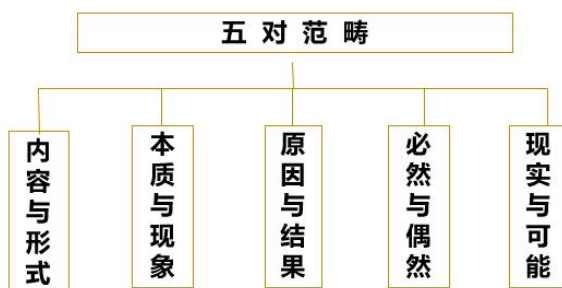 五对范畴
内容与形式
本质与现象
原因与结果
必然与偶然
现实与可能